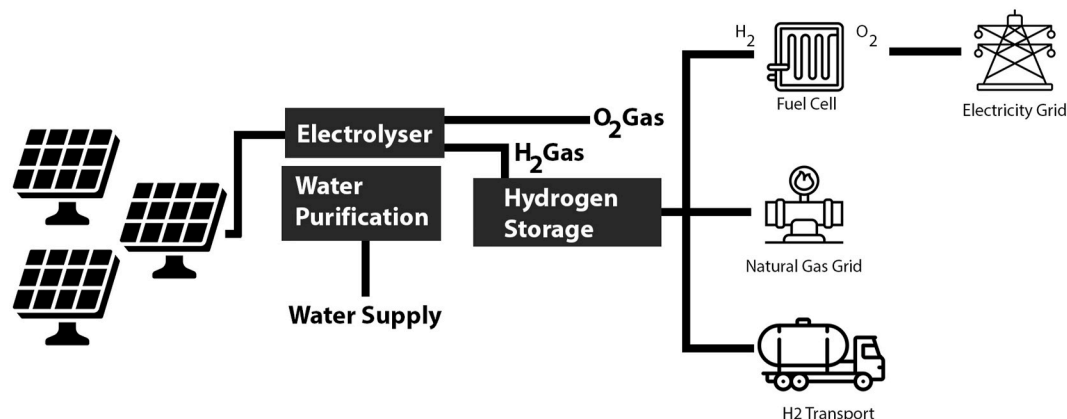 H2
O2
Fuel Cell
Electricity Grid
Electrolyser
O2Gas
H2Gas
Water
Purification
Hydrogen
Storage
Natural Gas Grid
Water Supply
H2 Transport